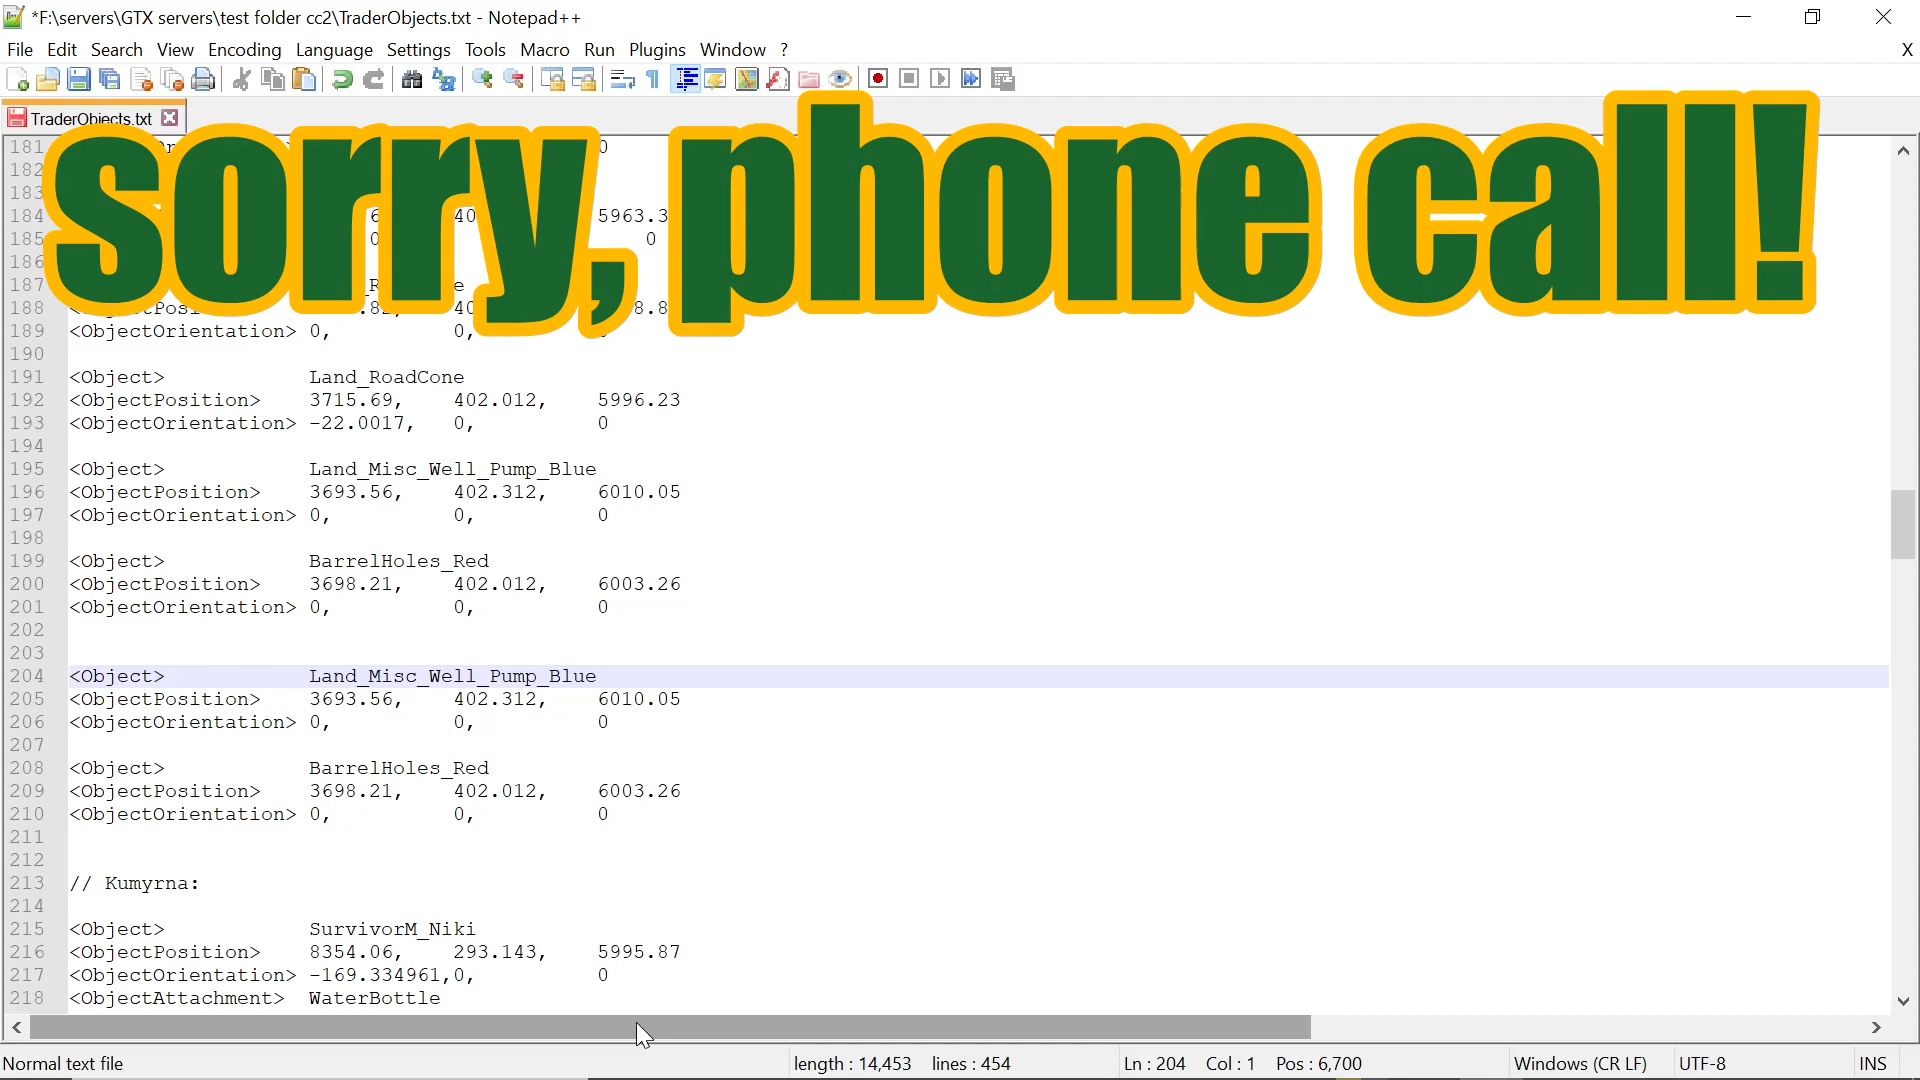 *F:\servers\GTX servers\test folder cc2\TraderObjects.txt - Notepad++
File Edit Search View Encoding Language Settings Tools Macro Run Plugins Window ? X
TraderObjects.txt
sorry, phone call!
181 0
182
183
184 5963.3
185 0 0
186
187
188
189 <ObjectOrientation> 0, 0,
190
191 <Object> Land_RoadCone
192 <ObjectPosition> 3715.69, 402.012, 5996.23
193 <ObjectOrientation> -22.0017, 0, 0
194
195 <Object> Land_Misc_Well_Pump_Blue
196 <ObjectPosition> 3693.56, 402.312, 6010.05
197 <ObjectOrientation> 0, 0, 0
198
199 <Object> BarrelHoles_Red
200 <ObjectPosition> 3698.21, 402.012, 6003.26
201 <ObjectOrientation> 0, 0, 0
202
203
204 <Object> Land_Misc_Well_Pump_Blue
205 <ObjectPosition> 3693.56, 402.312, 6010.05
206 <ObjectOrientation> 0, 0, 0
207
208 <Object> BarrelHoles_Red
209 <ObjectPosition> 3698.21, 402.012, 6003.26
210 <ObjectOrientation> 0, 0, 0
211
212
213 // Kumyrna:
214
215 <Object> SurvivorM_Niki
216 <ObjectPosition> 8354.06, 293.143, 5995.87
217 <ObjectOrientation> -169.334961,0, 0
218 <ObjectAttachment> WaterBottle
Normal text file length : 14,453 lines : 454 Ln : 204 Col : 1 Pos : 6,700 Windows (CR LF) UTF-8 INS